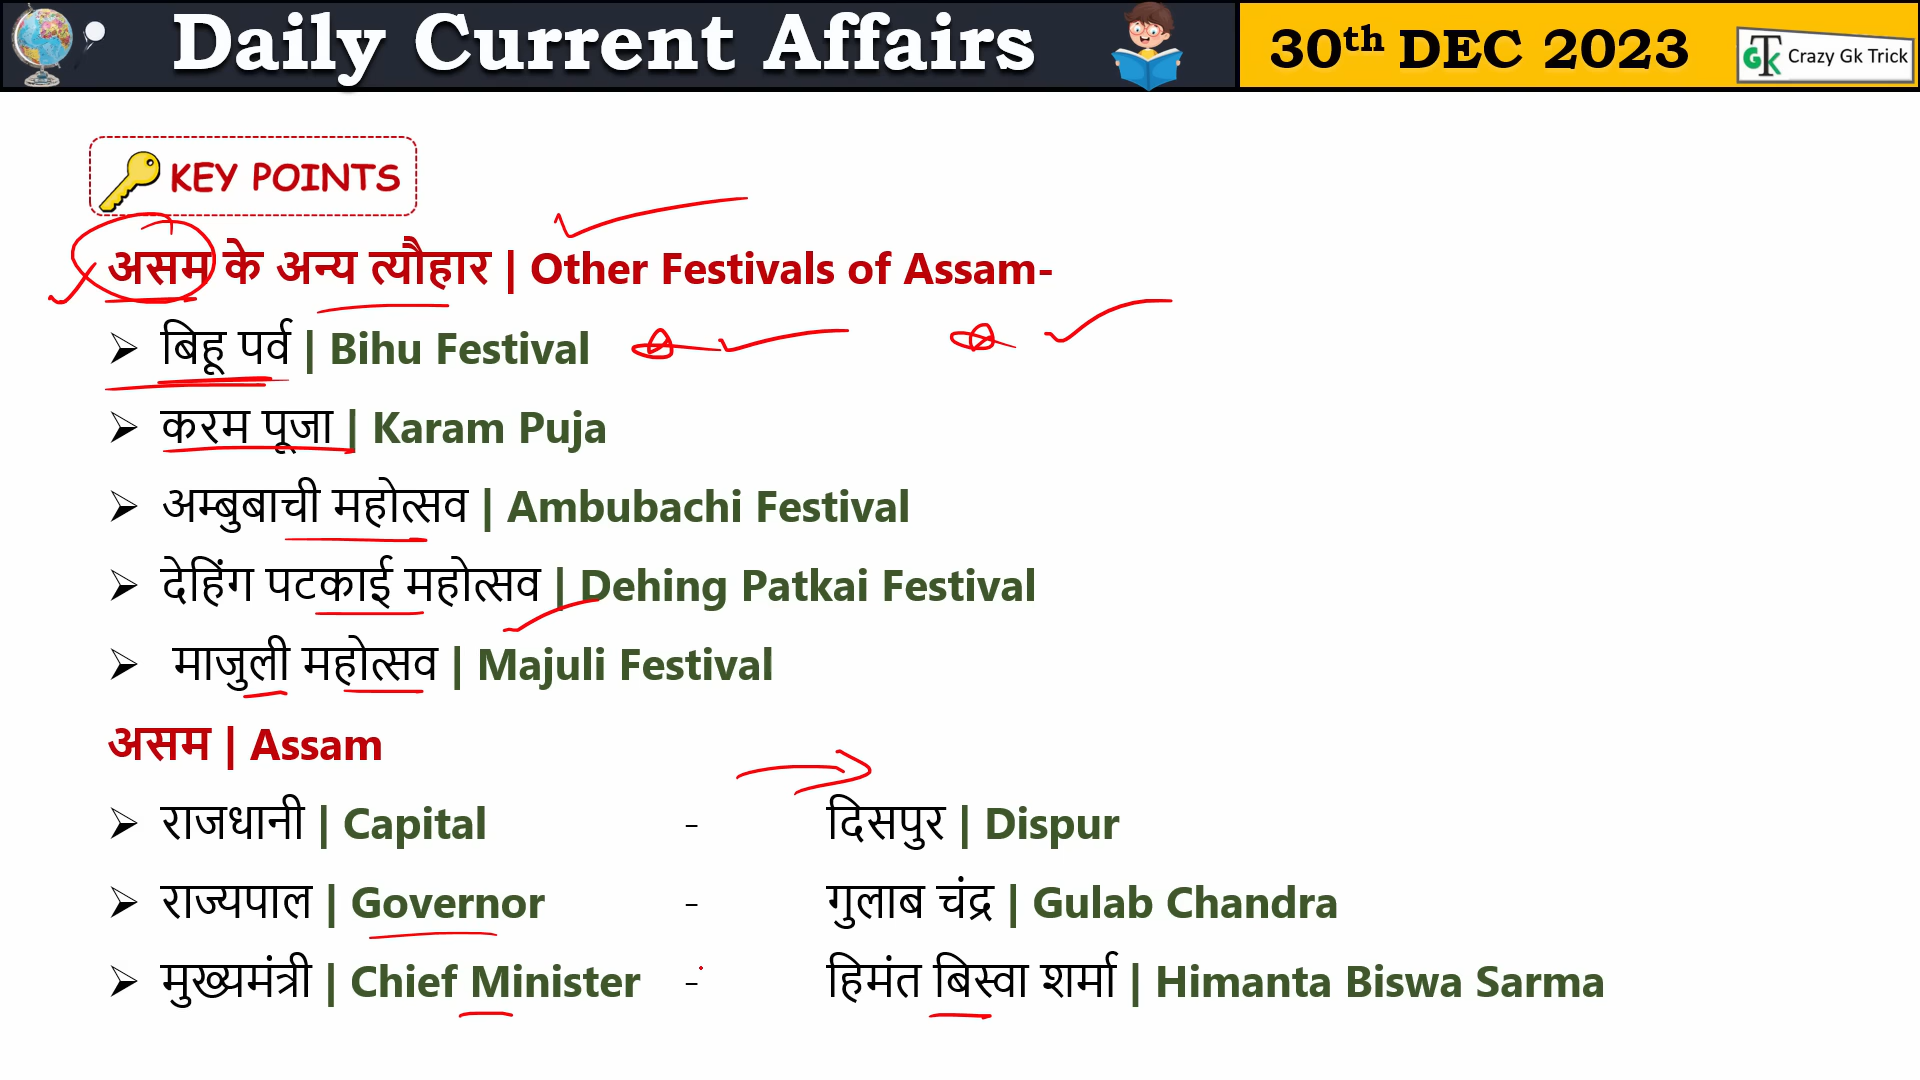 Daily Current Affairs
30th DEC 2023
GTK Crazy Gk Trick
KEY POINTS
असम के अन्य त्यौहार | Other Festivals of Assam-
➢ बिहू पर्व | Bihu Festival
➢ करम पूजा | Karam Puja
➢ अम्बुबाची महोत्सव | Ambubachi Festival
➢ देहिंग पटकाई महोत्सव | Dehing Patkai Festival
➢ माजुली महोत्सव | Majuli Festival
असम | Assam
➢ राजधानी | Capital - दिसपुर | Dispur
➢ राज्यपाल | Governor - गुलाब चंद्र | Gulab Chandra
➢ मुख्यमंत्री | Chief Minister - हिमंत बिस्वा शर्मा | Himanta Biswa Sarma